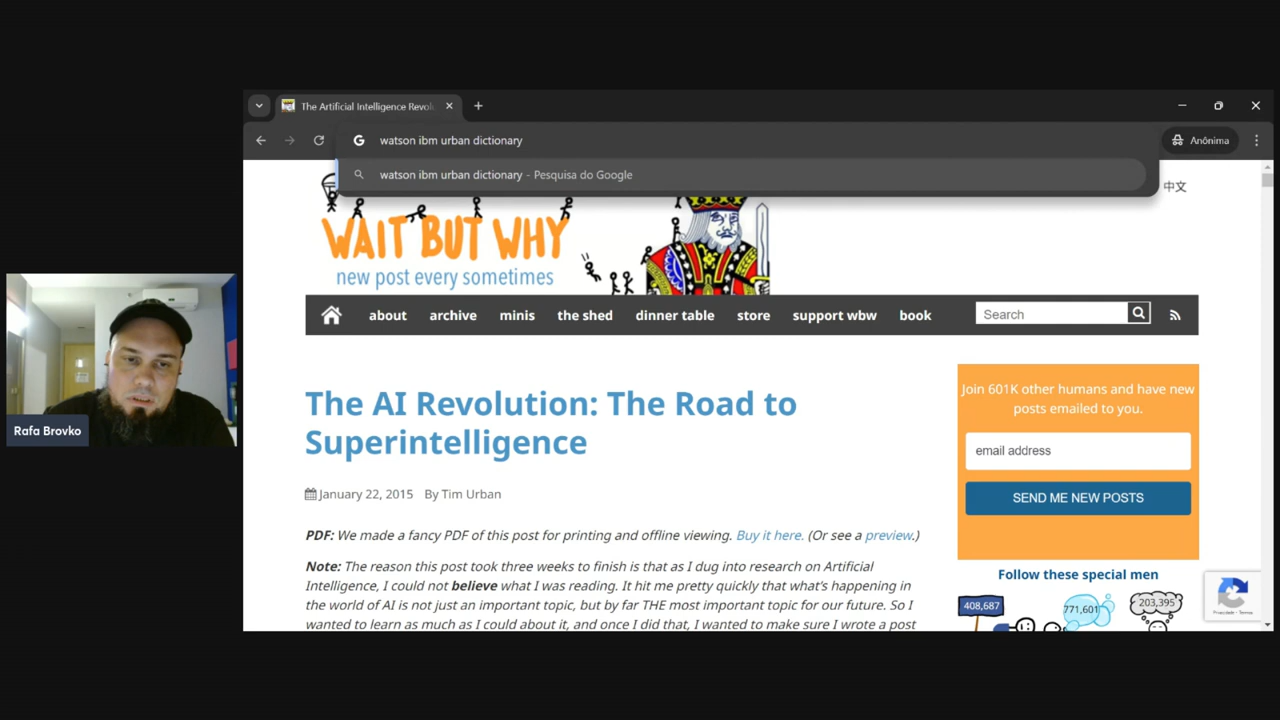 The Artificial Intelligence Revol
watson ibm urban dictionary
Anônima
watson ibm urban dictionary - Pesquisa do Google
中文
WAIT BUT WHY
new post every sometimes
about
archive
minis
the shed
dinner table
store
support wbw
book
Search
The AI Revolution: The Road to
Superintelligence
January 22, 2015 By Tim Urban
PDF: We made a fancy PDF of this post for printing and offline viewing. Buy it here. (Or see a preview.)
Note: The reason this post took three weeks to finish is that as I dug into research on Artificial
Intelligence, I could not believe what I was reading. It hit me pretty quickly that what's happening in
the world of AI is not just an important topic, but by far THE most important topic for our future. So I
wanted to learn as much as I could about it, and once I did that, I wanted to make sure I wrote a post
Join 601K other humans and have new
posts emailed to you.
email address
SEND ME NEW POSTS
Follow these special men
408,687
771,601
203,395
Privacidade - Termos
Rafa Brovko